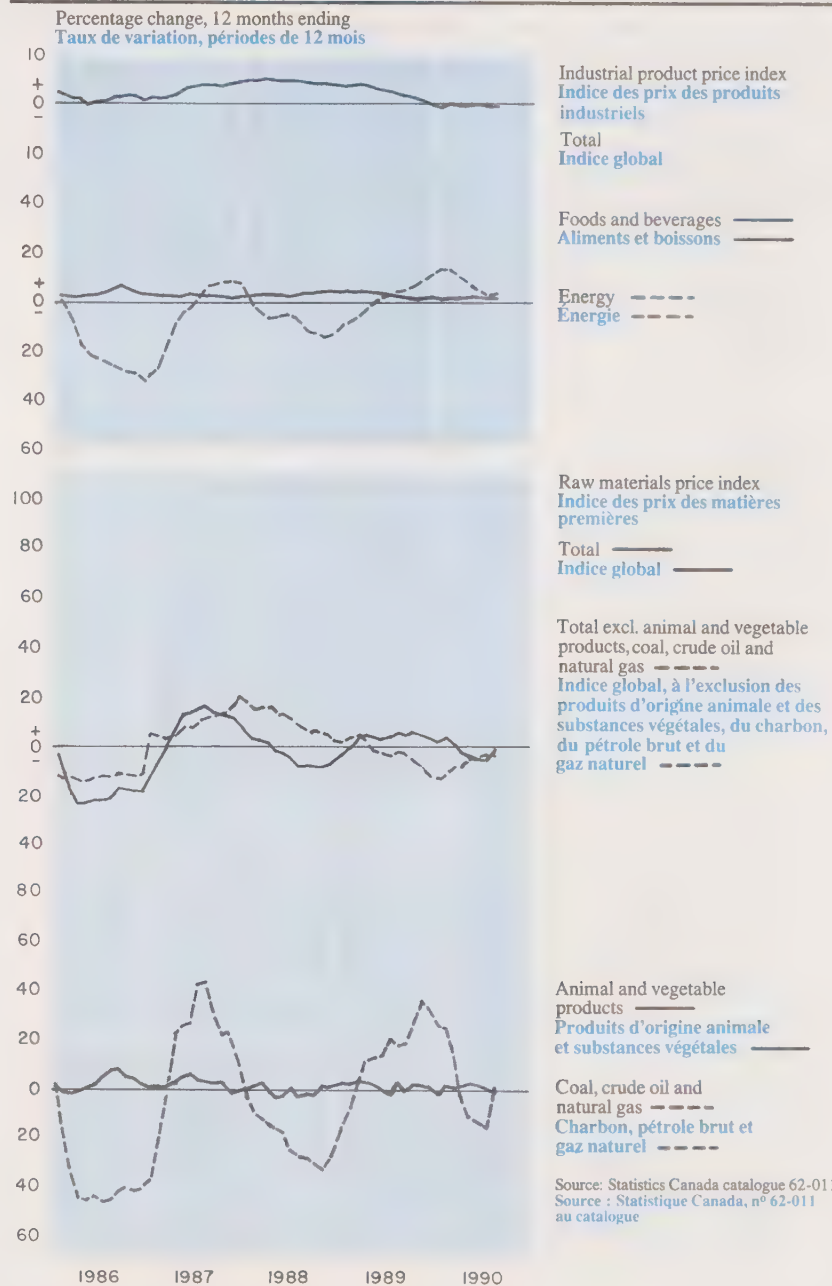 Percentage change, 12 months ending
Taux de variation, périodes de 12 mois
10
+
0
−
10
40
20
+
0
−
20
40
60
Industrial product price index
Indice des prix des produits
industriels
Total
Indice global
Foods and beverages
Aliments et boissons
Energy
Énergie
100
80
60
40
20
+
0
−
20
40
80
60
40
20
0
20
40
60
Raw materials price index
Indice des prix des matières
premières
Total
Indice global
Total excl. animal and vegetable
products, coal, crude oil and
natural gas
Indice global, à l'exclusion des
produits d'origine animale et des
substances végétales, du charbon,
du pétrole brut et du
gaz naturel
Animal and vegetable
products
Produits d'origine animale
et substances végétales
Coal, crude oil and
natural gas
Charbon, pétrole brut et
gaz naturel
Source: Statistics Canada catalogue 62-011
Source : Statistique Canada, nº 62-011
au catalogue
1986 1987 1988 1989 1990